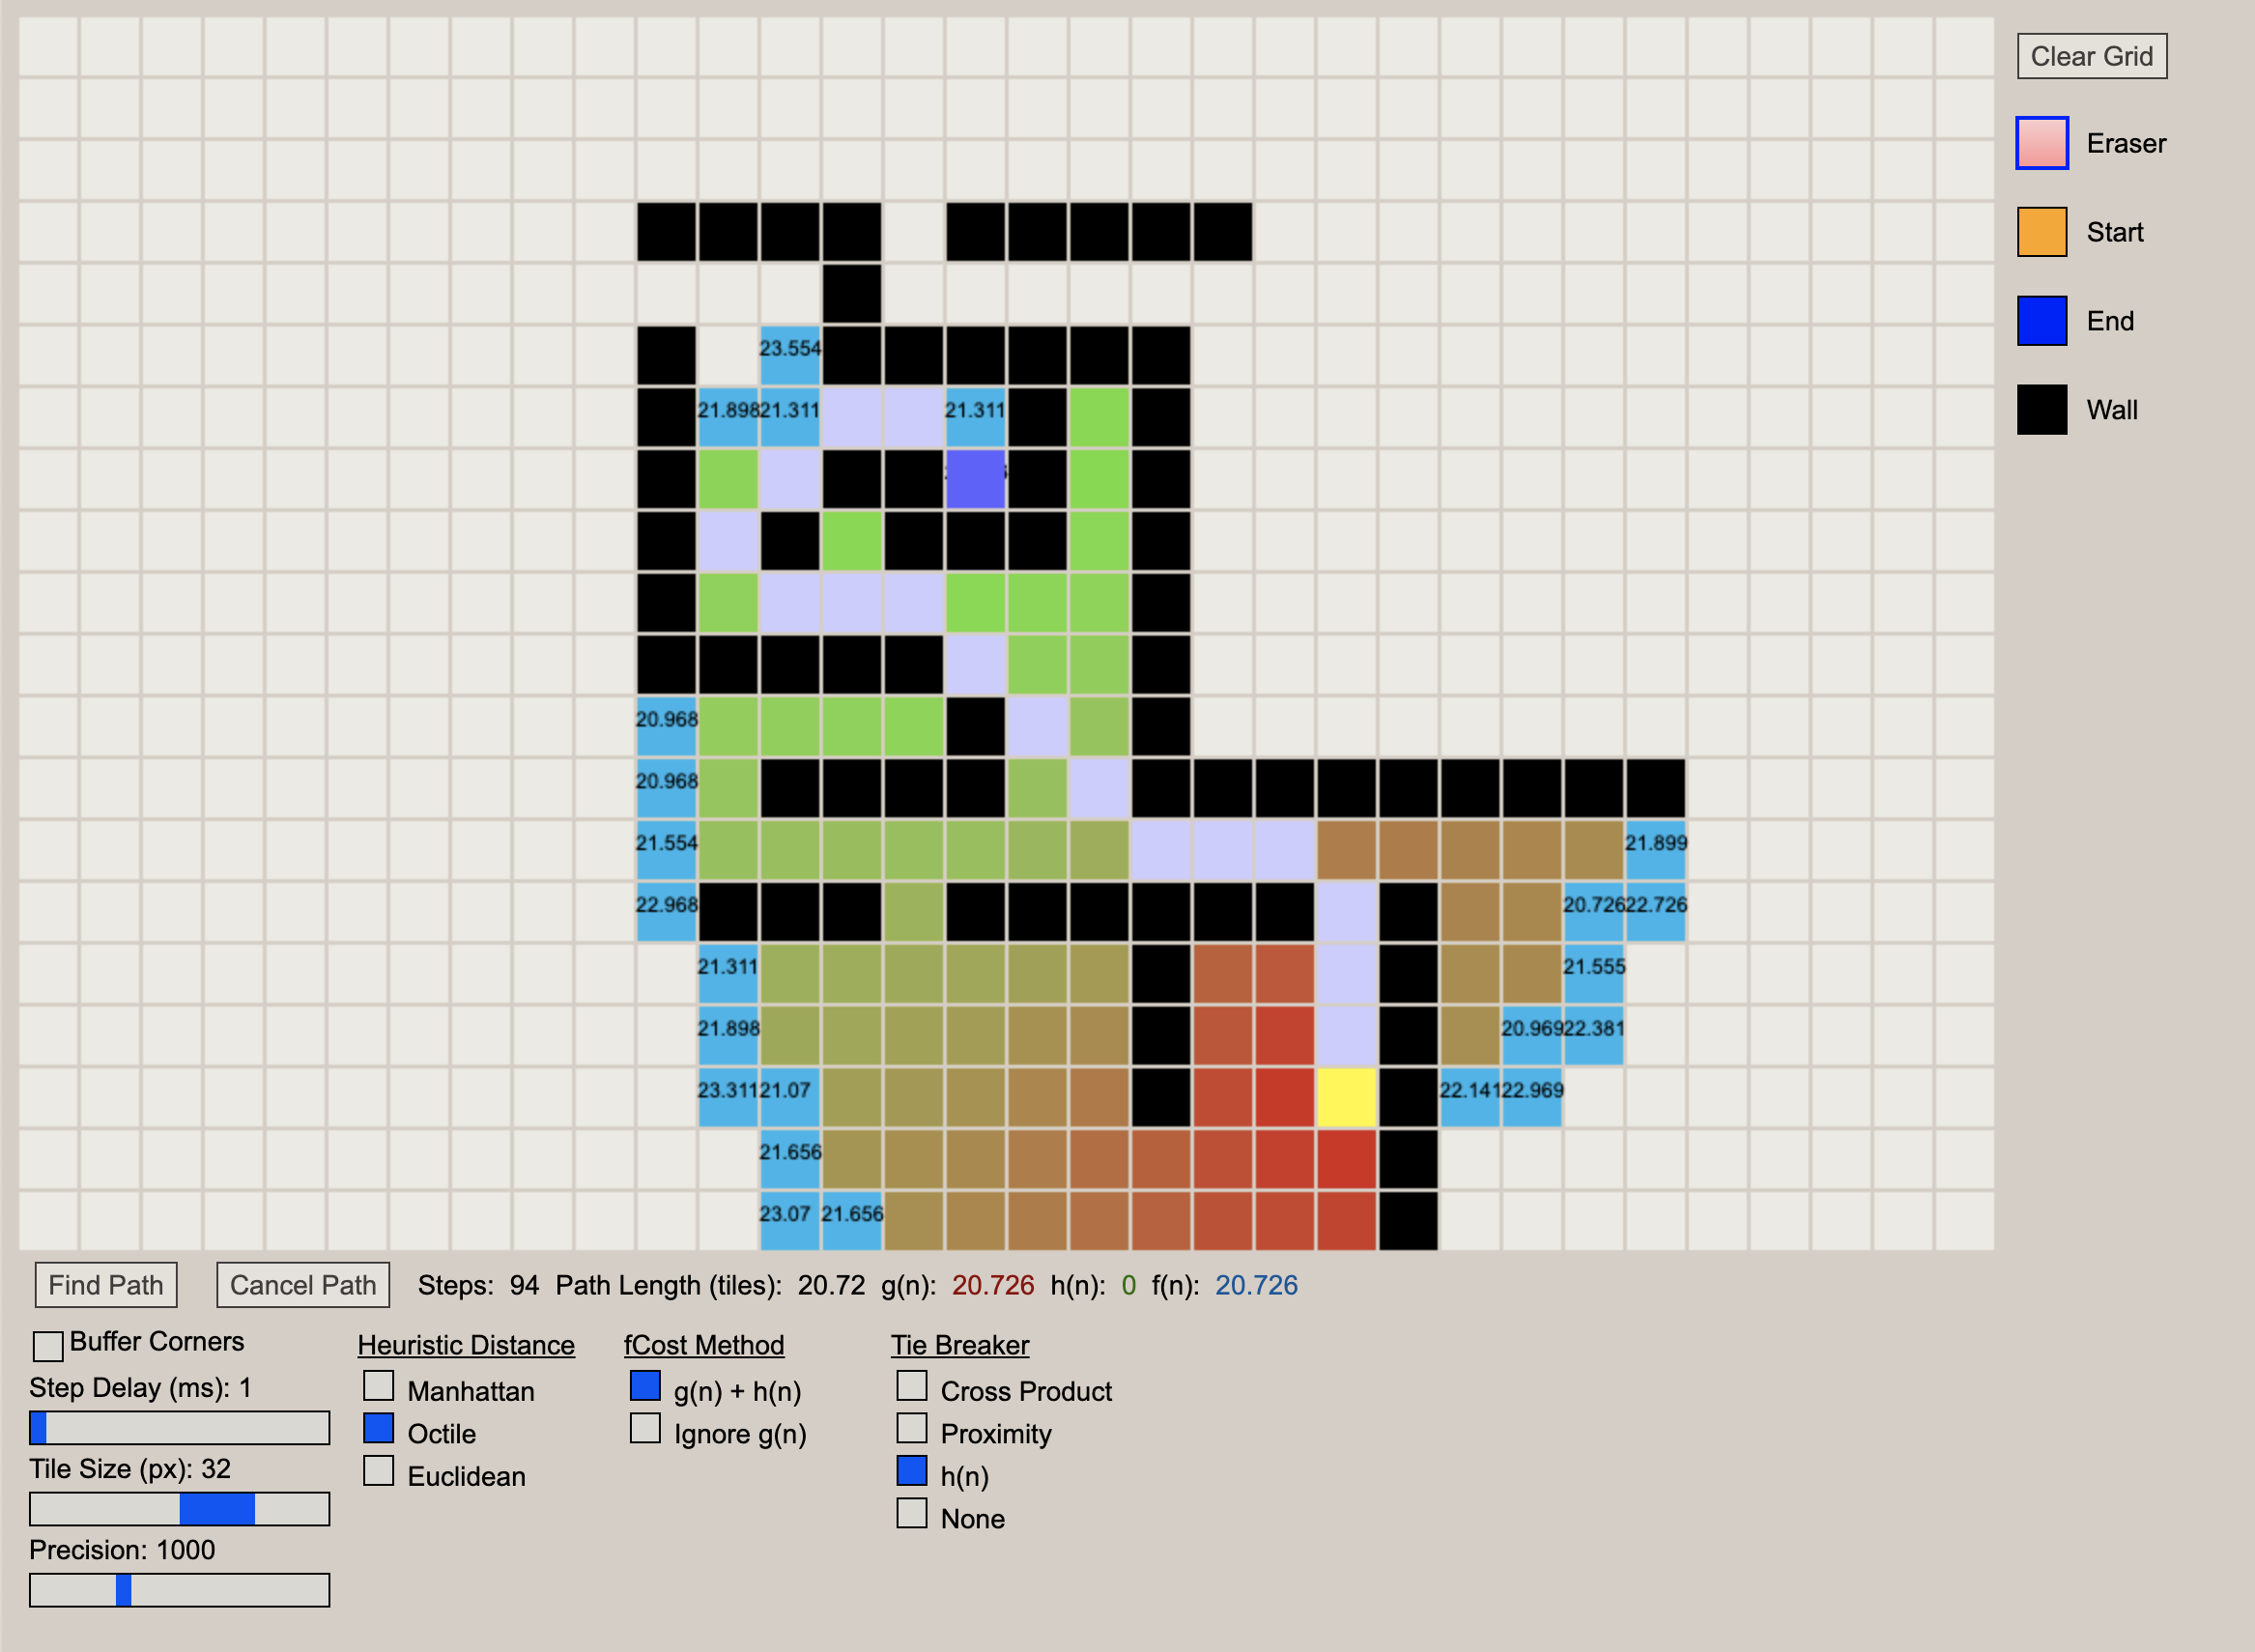 Clear Grid
Eraser
Start
End
Wall
23.554
21.898 21.311 21.311
20.968
20.968
21.554 21.899
22.968 20.726 22.726
21.311 21.555
21.898 20.969 22.381
23.311 21.07 22.141 22.969
21.656
23.07 21.656
Find Path Cancel Path Steps: 94 Path Length (tiles): 20.72 g(n): 20.726 h(n): 0 f(n): 20.726
Buffer Corners
Step Delay (ms): 1
Tile Size (px): 32
Precision: 1000
Heuristic Distance
Manhattan
Octile
Euclidean
fCost Method
g(n) + h(n)
Ignore g(n)
Tie Breaker
Cross Product
Proximity
h(n)
None